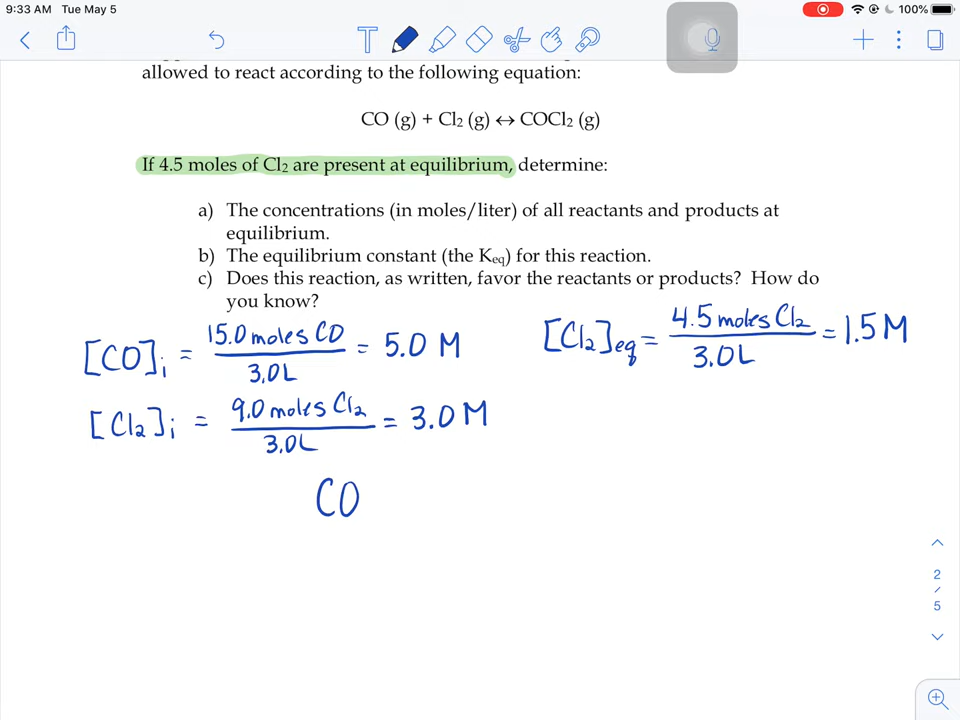 9:33 AM Tue May 5
100%
allowed to react according to the following equation:
CO (g) + Cl₂ (g) ↔ COCl₂ (g)
If 4.5 moles of Cl₂ are present at equilibrium, determine:
a) The concentrations (in moles/liter) of all reactants and products at
equilibrium.
b) The equilibrium constant (the Keq) for this reaction.
c) Does this reaction, as written, favor the reactants or products? How do
you know?
[CO]i = 15.0 moles CO / 3.0L = 5.0 M
[Cl₂]eq = 4.5 moles Cl₂ / 3.0L = 1.5 M
[Cl₂]i = 9.0 moles Cl₂ / 3.0L = 3.0 M
CO
2
/
5